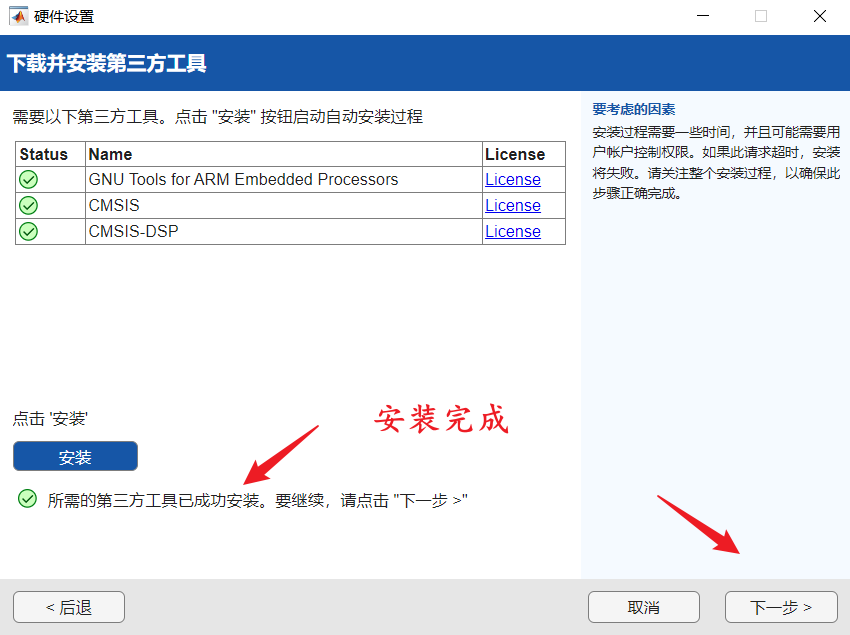 硬件设置
下载并安装第三方工具
需要以下第三方工具。点击 "安装" 按钮启动自动安装过程
Status Name License
GNU Tools for ARM Embedded Processors License
CMSIS License
CMSIS-DSP License
点击 '安装'
安装
安装完成
所需的第三方工具已成功安装。要继续，请点击 "下一步 >"
要考虑的因素
安装过程需要一些时间，并且可能需要用
户帐户控制权限。如果此请求超时，安装
将失败。请关注整个安装过程，以确保此
步骤正确完成。
< 后退
取消
下一步 >